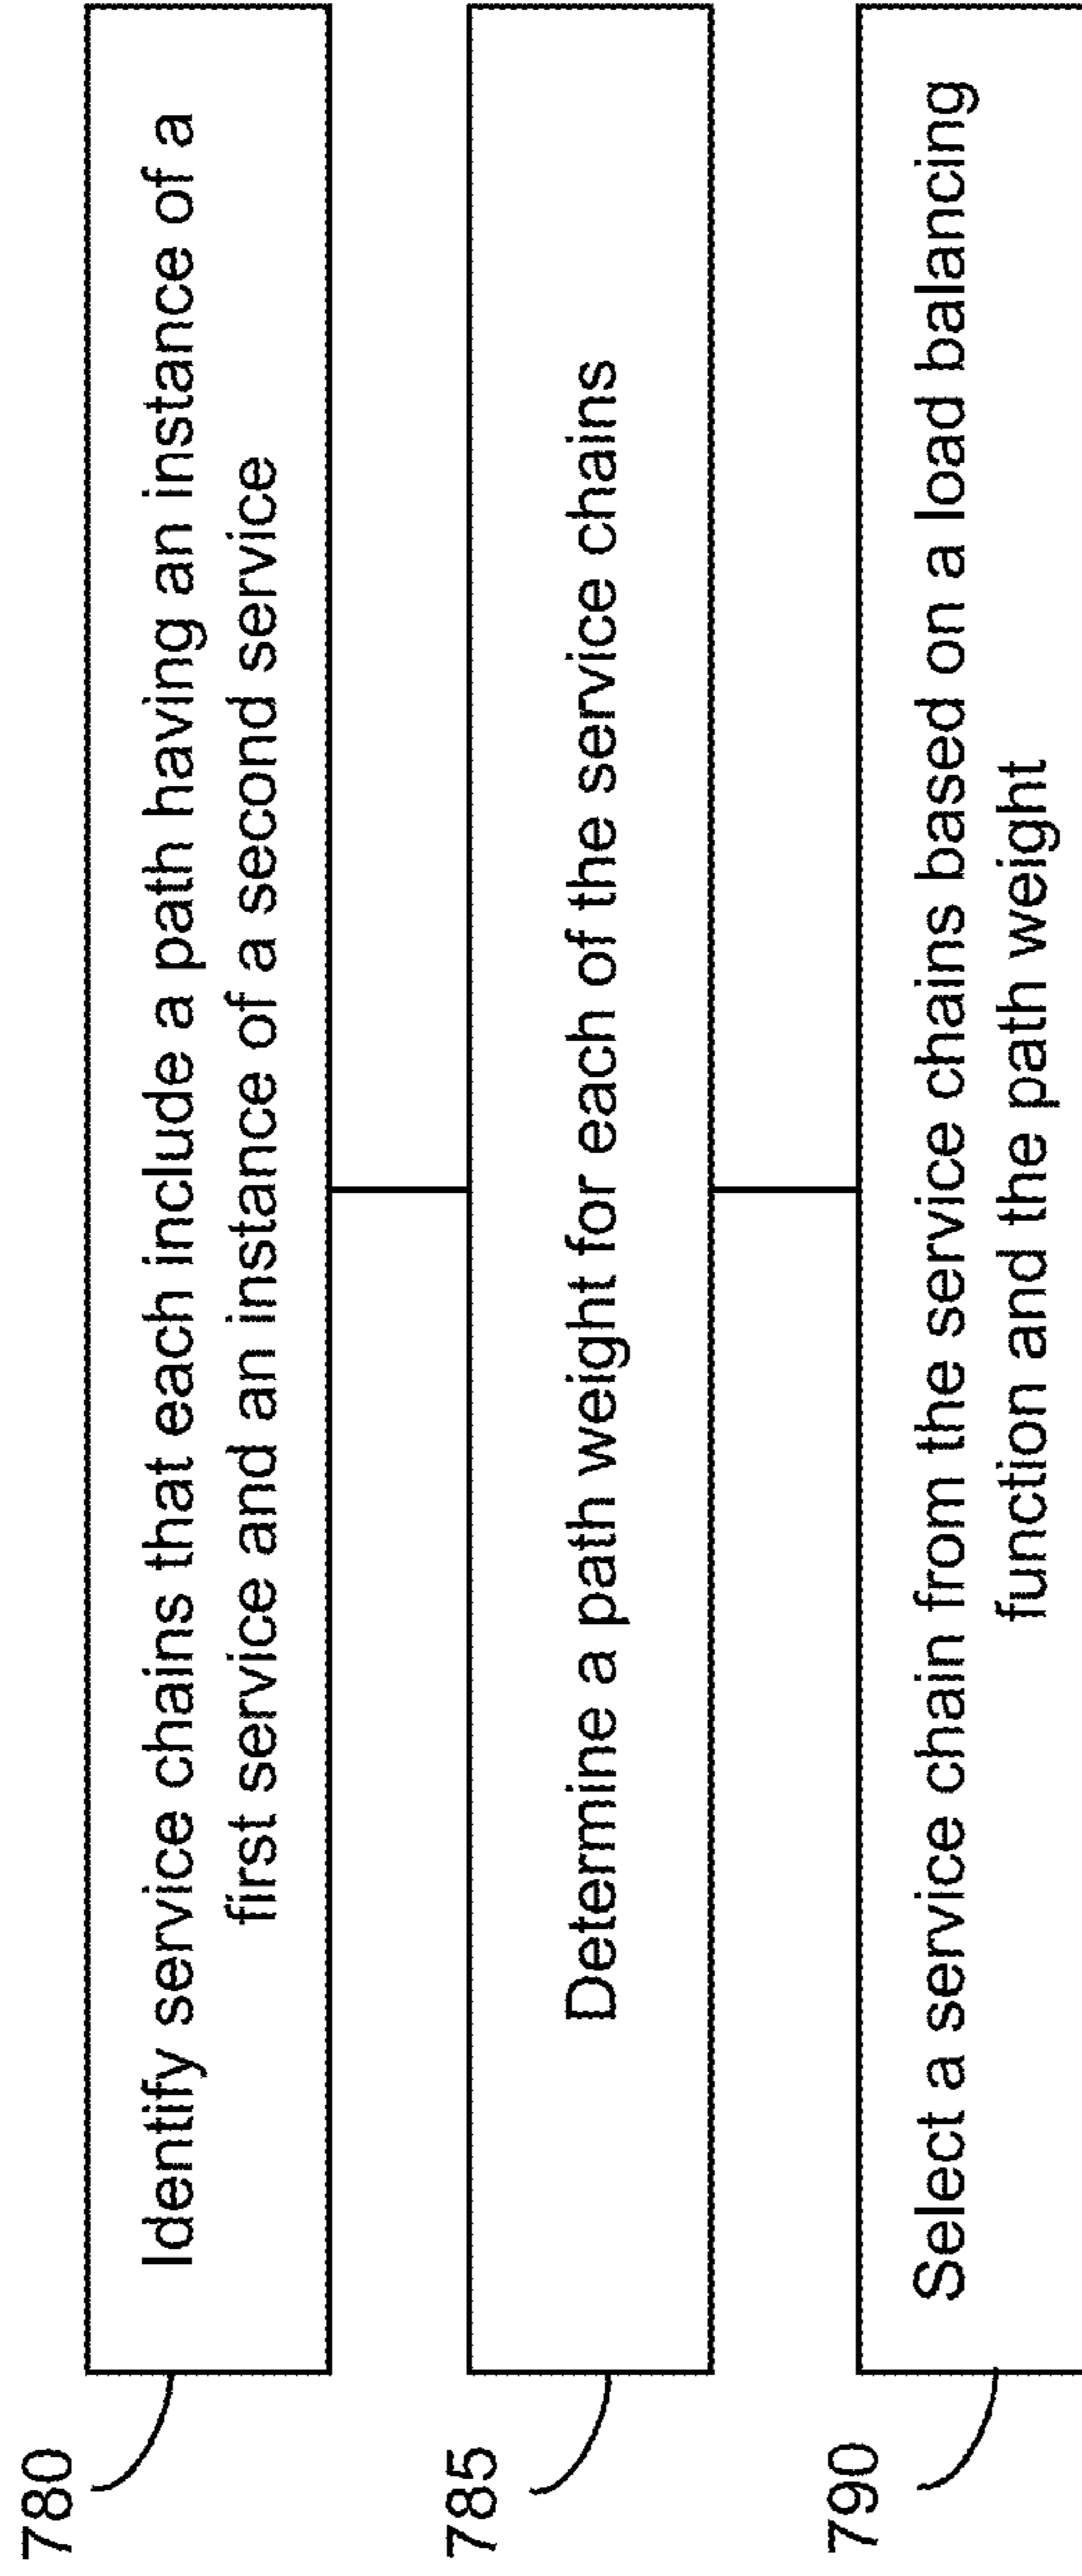 780
Identify service chains that each include a path having an instance of a
first service and an instance of a second service
785
Determine a path weight for each of the service chains
790
Select a service chain from the service chains based on a load balancing
function and the path weight